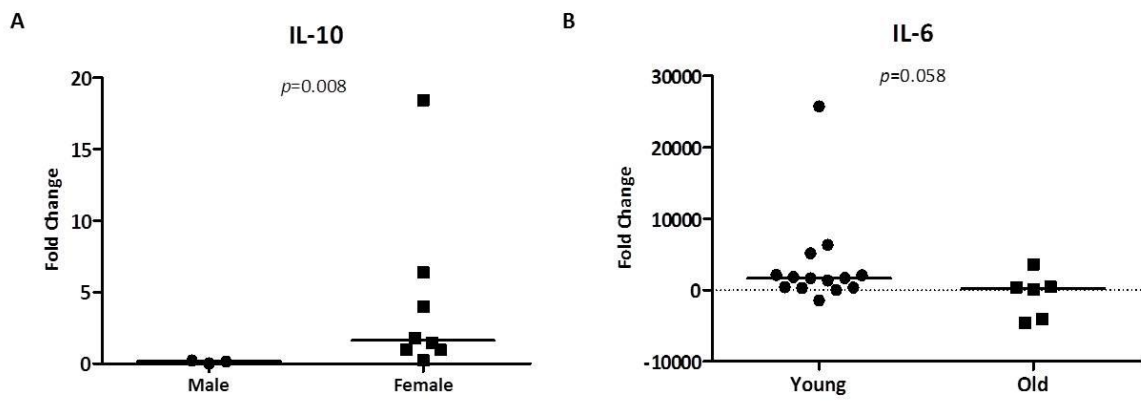 A
IL-10
p=0.008
Fold Change
20
15
10
5
0
Male
Female
B
IL-6
p=0.058
Fold Change
30000
20000
10000
0
-10000
Young
Old